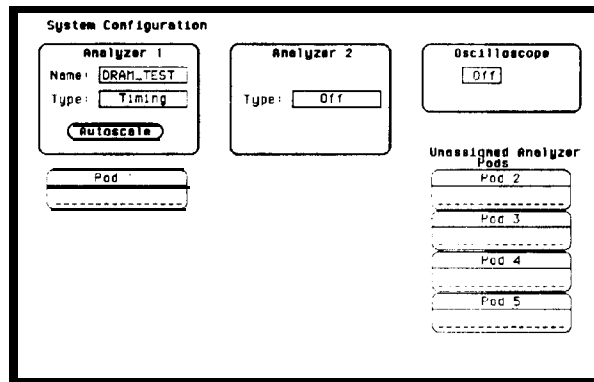 System Configuration
Analyzer 1
Name: DRAM_TEST
Type: Timing
Autoscale
Pod 1
Analyzer 2
Type: Off
Oscilloscope
Off
Unassigned Analyzer
Pods
Pod 2
Pod 3
Pod 4
Pod 5